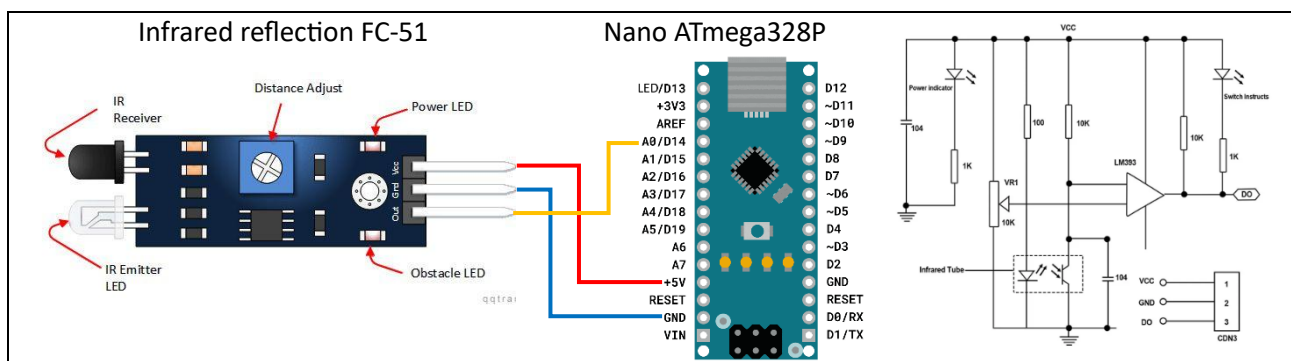 Infrared reflection FC-51
Nano ATmega328P
IR
Receiver
Distance Adjust
Power LED
Vcc
Grd
Out
IR Emitter
LED
Obstacle LED
LED/D13
+3V3
AREF
A0/D14
A1/D15
A2/D16
A3/D17
A4/D18
A5/D19
A6
A7
+5V
RESET
GND
VIN
D12
~D11
~D10
~D9
D8
D7
~D6
~D5
D4
~D3
D2
GND
RESET
D0/RX
D1/TX
VCC
Power indicator
Switch Instructs
104
1K
100
10K
10K
1K
LM393
VR1
10K
DO
Infrared Tube
104
VCC
GND
DO
1
2
3
CDN3